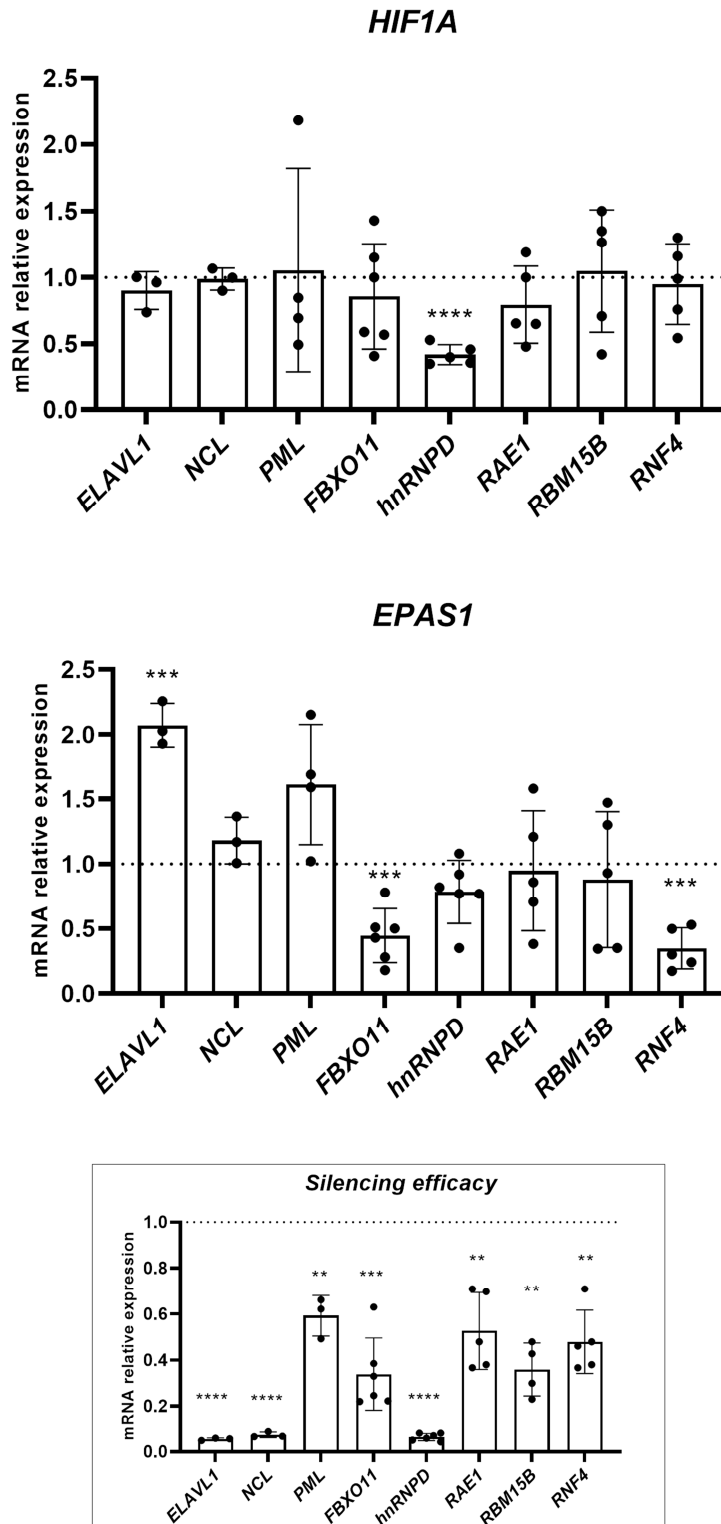 HIF1A
mRNA relative expression
2.5
2.0
1.5
1.0
0.5
0.0
****
ELAVL1 NCL PML FBXO11 hnRNPD RAE1 RBM15B RNF4
EPAS1
mRNA relative expression
2.5
2.0
1.5
1.0
0.5
0.0
*** *** ***
ELAVL1 NCL PML FBXO11 hnRNPD RAE1 RBM15B RNF4
Silencing efficacy
mRNA relative expression
1.0
0.8
0.6
0.4
0.2
0.0
**** **** ** *** **** ** ** **
ELAVL1 NCL PML FBXO11 hnRNPD RAE1 RBM15B RNF4